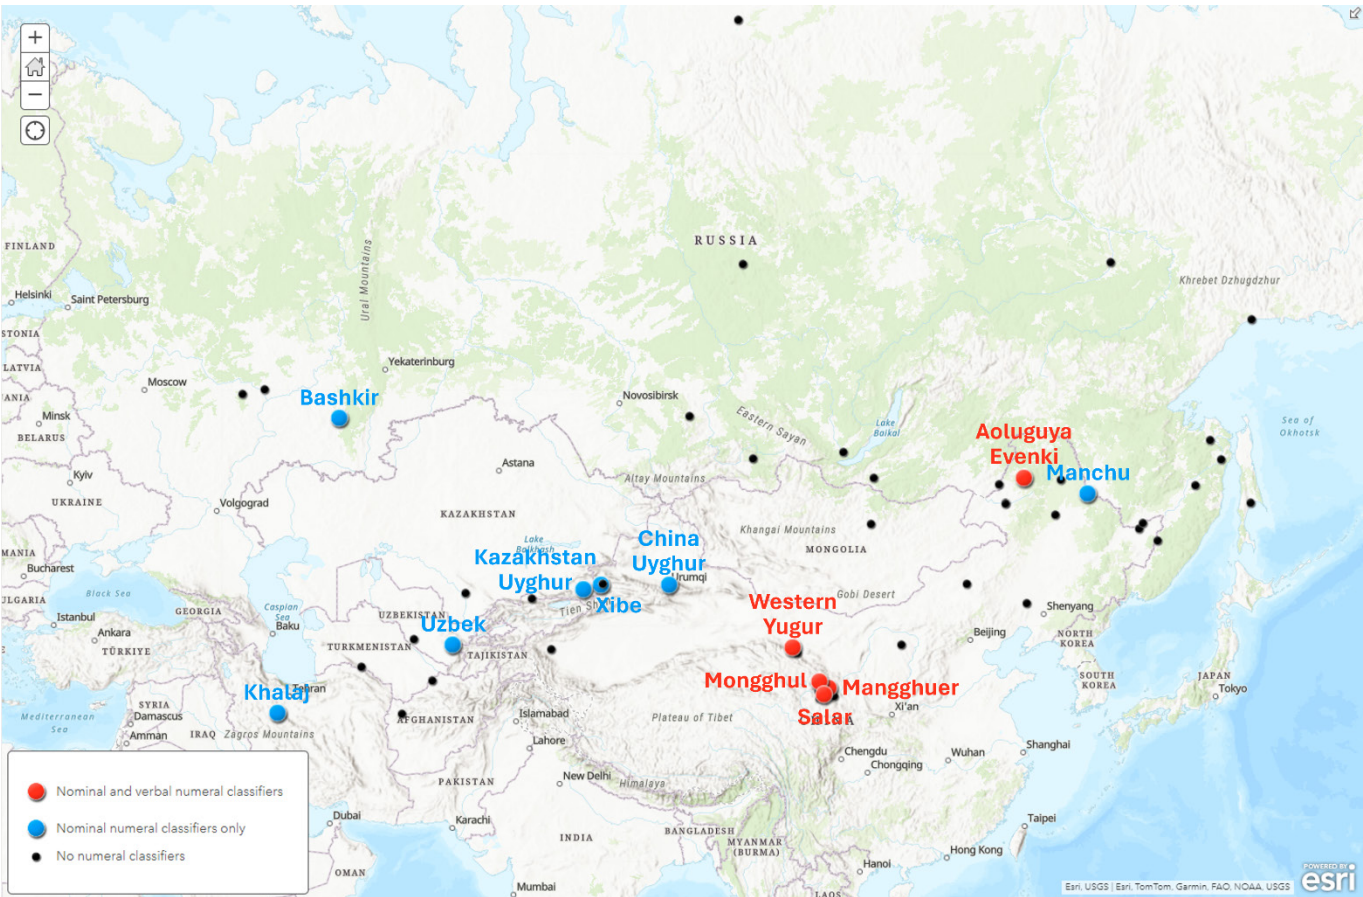 +
−
RUSSIA
FINLAND
Helsinki
Saint Petersburg
Ural Mountains
Khrebet Dzhugdzhur
STONIA
LATVIA
Moscow
Yekaterinburg
ANIA
Minsk
BELARUS
Bashkir
Novosibirsk
Eastern Sayan
Lake
Baikal
Sea of
Okhotsk
Aoluguya
Evenki
Manchu
Kyiv
UKRAINE
Volgograd
Astana
Altay Mountains
KAZAKHSTAN
Khangai Mountains
MONGOLIA
Lake
Balkhash
China
Uyghur
Urumqi
Kazakhstan
Uyghur
Xibe
Tien Sh
MANIA
Bucharest
Black Sea
ULGARIA
GEORGIA
Caspian
Sea
Baku
Istanbul
Ankara
TÜRKIYE
UZBEKISTAN
Uzbek
TURKMENISTAN
TAJIKISTAN
Gobi Desert
Western
Yugur
Shenyang
Beijing
NORTH
KOREA
SOUTH
KOREA
JAPAN
Tokyo
Mongghul
Mangghuer
Salar
Xi'an
Khalaj
Tehran
SYRIA
Damascus
Mediterranean
Sea
Amman
IRAQ
Zagros Mountains
AFGHANISTAN
Islamabad
Lahore
Plateau of Tibet
Chengdu
Chongqing
Wuhan
Shanghai
PAKISTAN
New Delhi
Himalaya
Dubai
Karachi
OMAN
INDIA
BANGLADESH
MYANMAR
(BURMA)
Taipei
Hong Kong
Hanoi
LAOS
Mumbai
Nominal and verbal numeral classifiers
Nominal numeral classifiers only
No numeral classifiers
Esri, USGS | Esri, TomTom, Garmin, FAO, NOAA, USGS
POWERED BY
esri